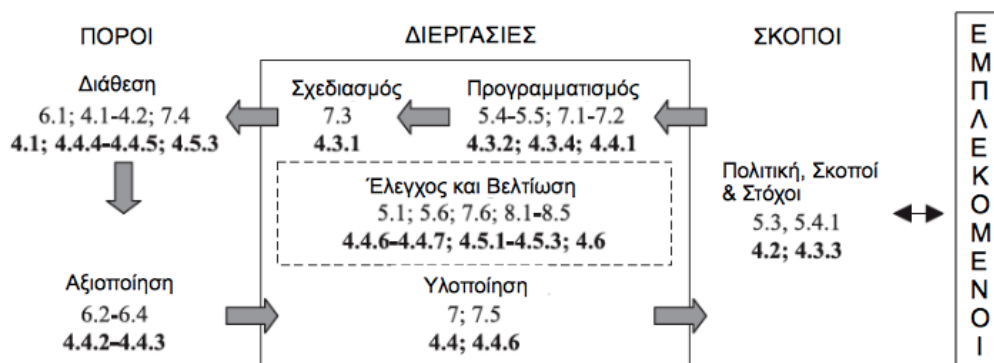 ΠΟΡΟΙ
ΔΙΕΡΓΑΣΙΕΣ
ΣΚΟΠΟΙ
Διάθεση
6.1; 4.1-4.2; 7.4
4.1; 4.4.4-4.4.5; 4.5.3
Σχεδιασμός
7.3
4.3.1
Προγραμματισμός
5.4-5.5; 7.1-7.2
4.3.2; 4.3.4; 4.4.1
Έλεγχος και Βελτίωση
5.1; 5.6; 7.6; 8.1-8.5
4.4.6-4.4.7; 4.5.1-4.5.3; 4.6
Πολιτική, Σκοποί
& Στόχοι
5.3, 5.4.1
4.2; 4.3.3
Αξιοποίηση
6.2-6.4
4.4.2-4.4.3
Υλοποίηση
7; 7.5
4.4; 4.4.6
ΕΜΠΛΕΚΟΜΕΝΟΙ